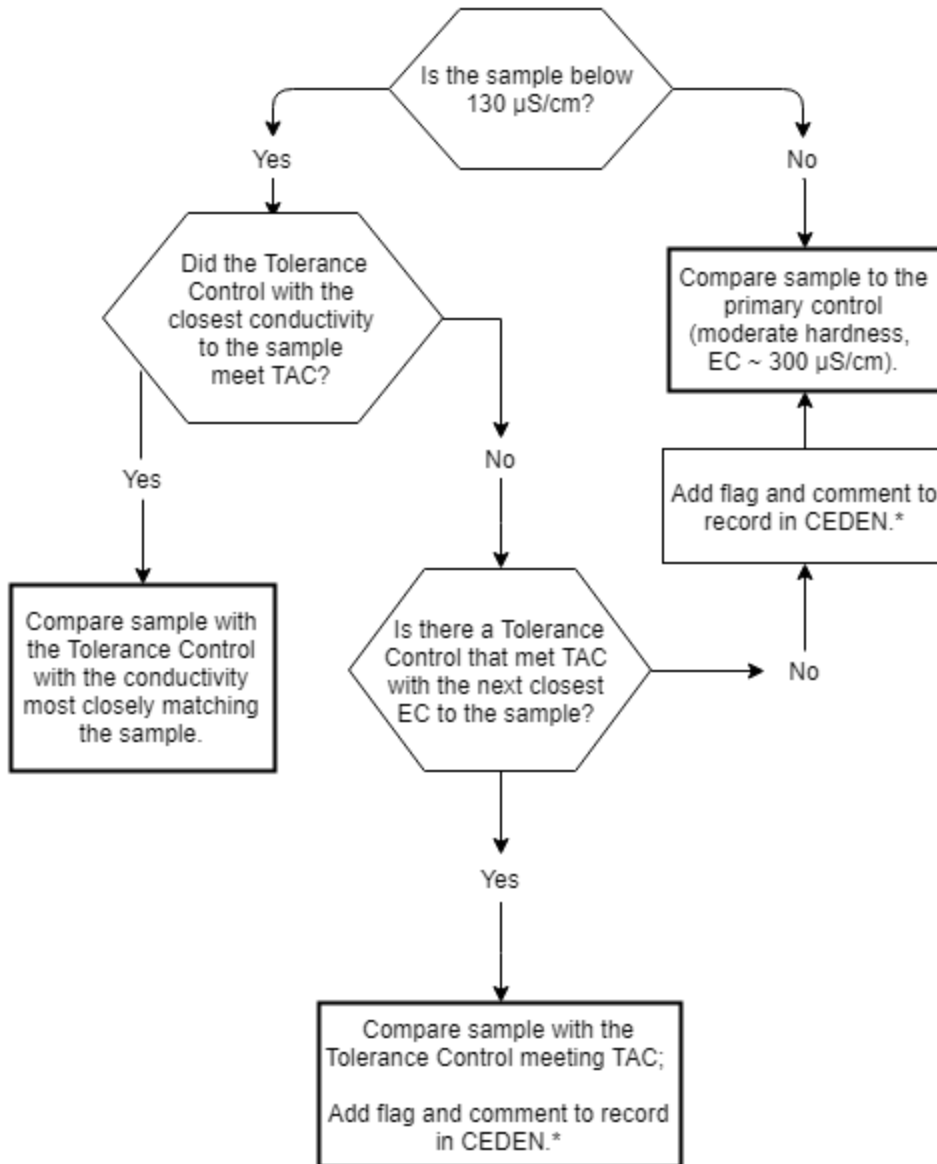 Is the sample below
130 µS/cm?
Yes
No
Did the Tolerance
Control with the
closest conductivity
to the sample
meet TAC?
Compare sample to the
primary control
(moderate hardness,
EC ~ 300 µS/cm).
Yes
No
Add flag and comment to
record in CEDEN.*
Compare sample with
the Tolerance Control
with the conductivity
most closely matching
the sample.
Is there a Tolerance
Control that met TAC
with the next closest
EC to the sample?
No
Yes
Compare sample with the
Tolerance Control meeting TAC;
Add flag and comment to record
in CEDEN.*